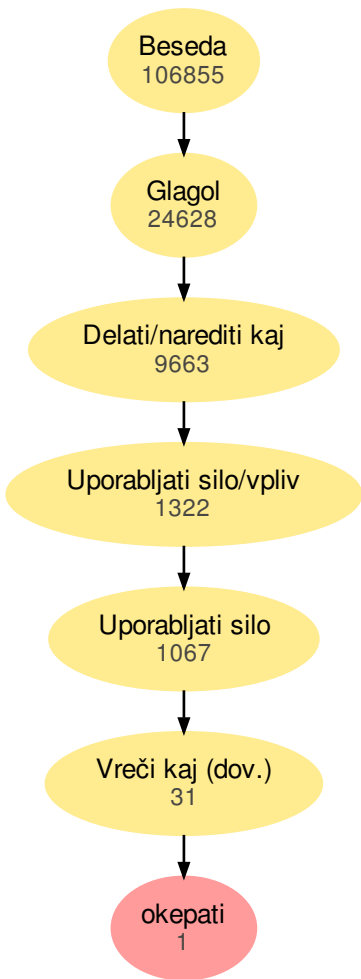 Beseda
106855
Glagol
24628
Delati/narediti kaj
9663
Uporabljati silo/vpliv
1322
Uporabljati silo
1067
Vreči kaj (dov.)
31
okepati
1